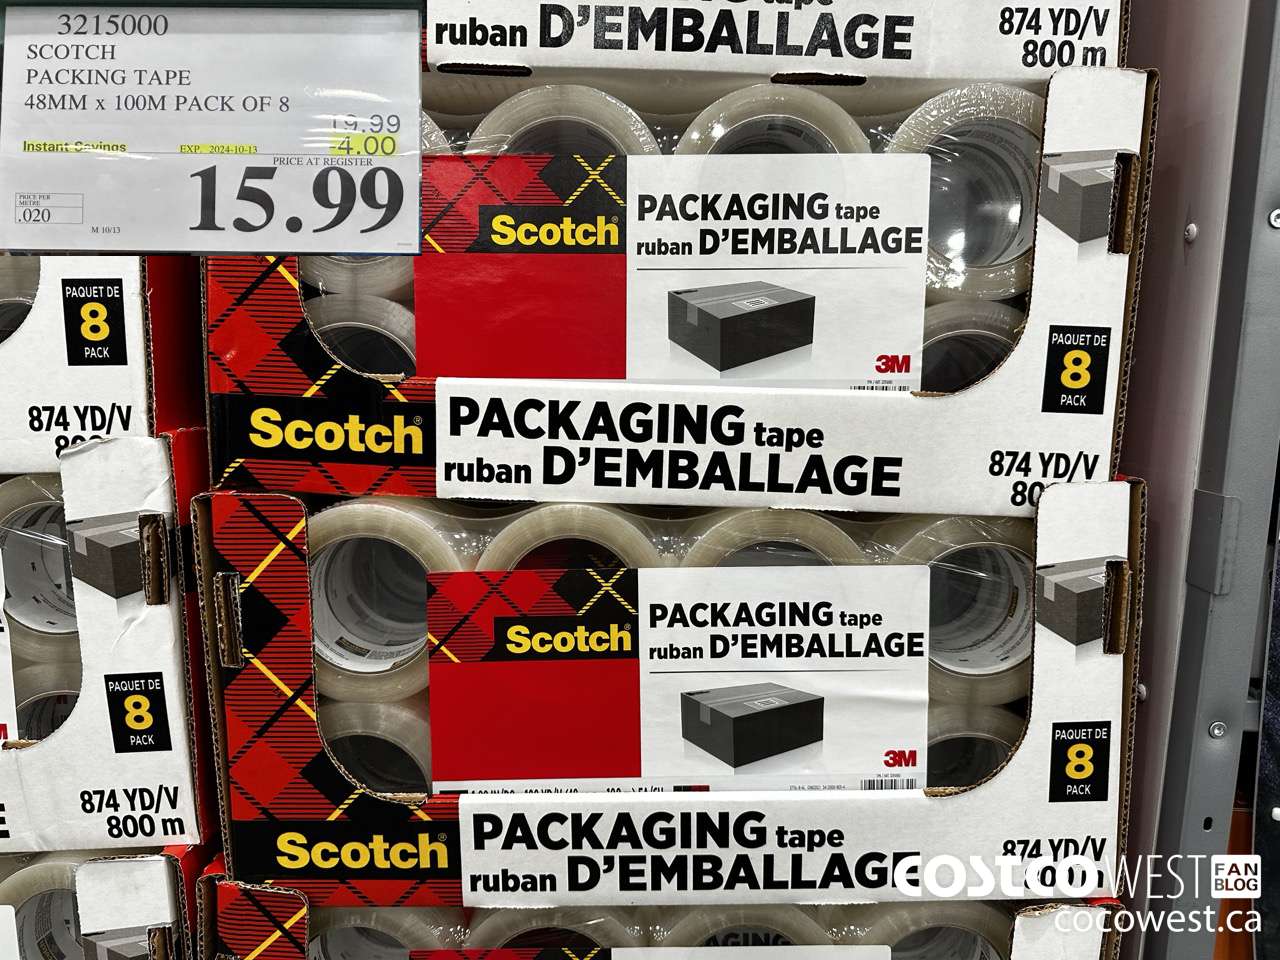 3215000
SCOTCH
PACKING TAPE
48MM x 100M PACK OF 8
19.99
Instant Savings EXP. 2024-10-13 -4.00
PRICE AT REGISTER
15.99
PRICE PER
METRE
.020
M 10/13
PACKAGING tape
ruban D'EMBALLAGE
874 YD/V
800 m
Scotch
PACKAGING tape
ruban D'EMBALLAGE
3M
PAQUET DE
8
PACK
874 YD/V
PAQUET DE
8
PACK
Scotch
PACKAGING tape
ruban D'EMBALLAGE
874 YD/V
Scotch
PACKAGING tape
ruban D'EMBALLAGE
3M
PAQUET DE
8
PACK
874 YD/V
800 m
PAQUET DE
8
PACK
Scotch
PACKAGING tape
ruban D'EMBALLAGE
874 YD/V
800 m
PACKAGING
COSTCO WEST FAN BLOG
cocowest.ca